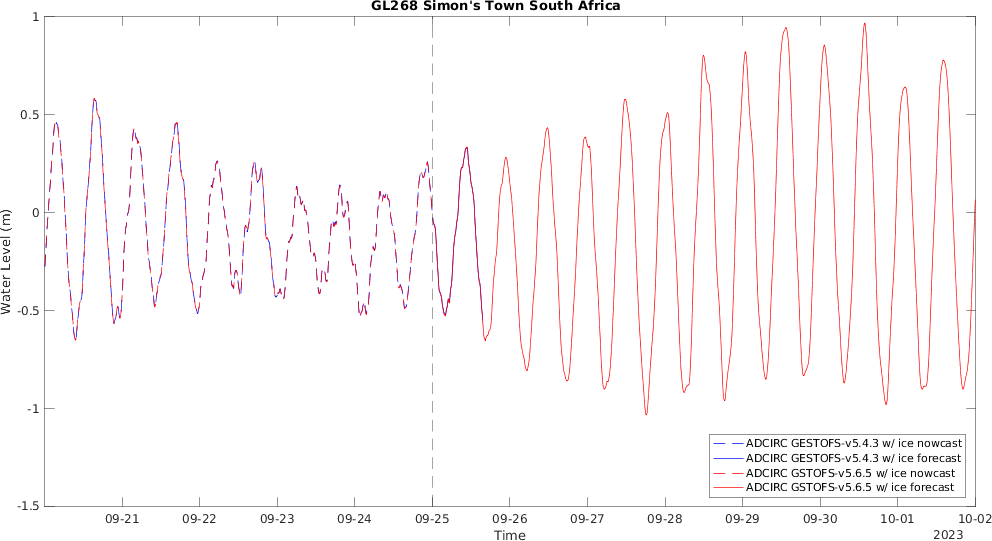 GL268 Simon's Town South Africa
1
0.5
0
-0.5
-1
-1.5
Water Level (m)
ADCIRC GESTOFS-v5.4.3 w/ ice nowcast
ADCIRC GESTOFS-v5.4.3 w/ ice forecast
ADCIRC GSTOFS-v5.6.5 w/ ice nowcast
ADCIRC GSTOFS-v5.6.5 w/ ice forecast
09-21 09-22 09-23 09-24 09-25 09-26 09-27 09-28 09-29 09-30 10-01 10-02
Time
2023